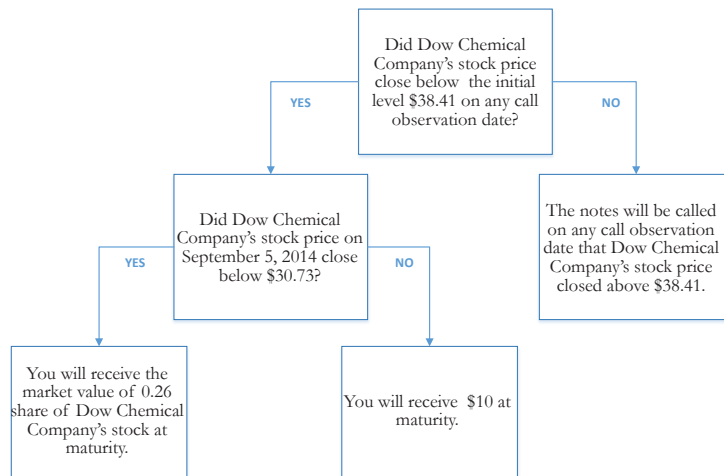 Did Dow Chemical
Company's stock price
close below the initial
level $38.41 on any call
observation date?
YES
NO
Did Dow Chemical
Company's stock price on
September 5, 2014 close
below $30.73?
The notes will be called
on any call observation
date that Dow Chemical
Company's stock price
closed above $38.41.
YES
NO
You will receive the
market value of 0.26
share of Dow Chemical
Company's stock at
maturity.
You will receive $10 at
maturity.